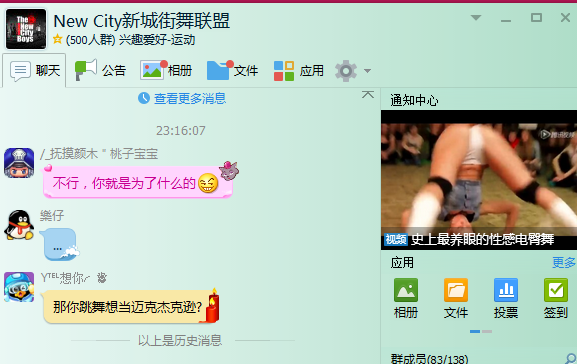 The New City Boys
New City新城街舞联盟
(500人群) 兴趣爱好-运动
聊天 公告 相册 文件 应用
查看更多消息
23:16:07
/_抚摸颜木＂桃子宝宝
不行，你就是为了什么的
樂仔
...
Yᵀᴱᴸ想你
那你跳舞想当迈克杰克逊?
以上是历史消息
通知中心
视频 史上最养眼的性感电臀舞
应用 更多
相册 文件 投票 签到
群成员(83/138)